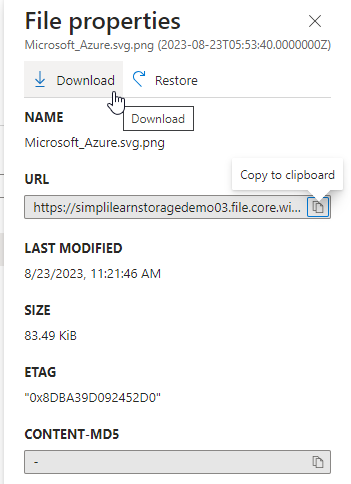 File properties
Microsoft_Azure.svg.png (2023-08-23T05:53:40.0000000Z)
Download
Restore
Download
NAME
Microsoft_Azure.svg.png
URL
Copy to clipboard
https://simplilearnstoragedemo03.file.core.wi...
LAST MODIFIED
8/23/2023, 11:21:46 AM
SIZE
83.49 KiB
ETAG
"0x8DBA39D092452D0"
CONTENT-MD5
-